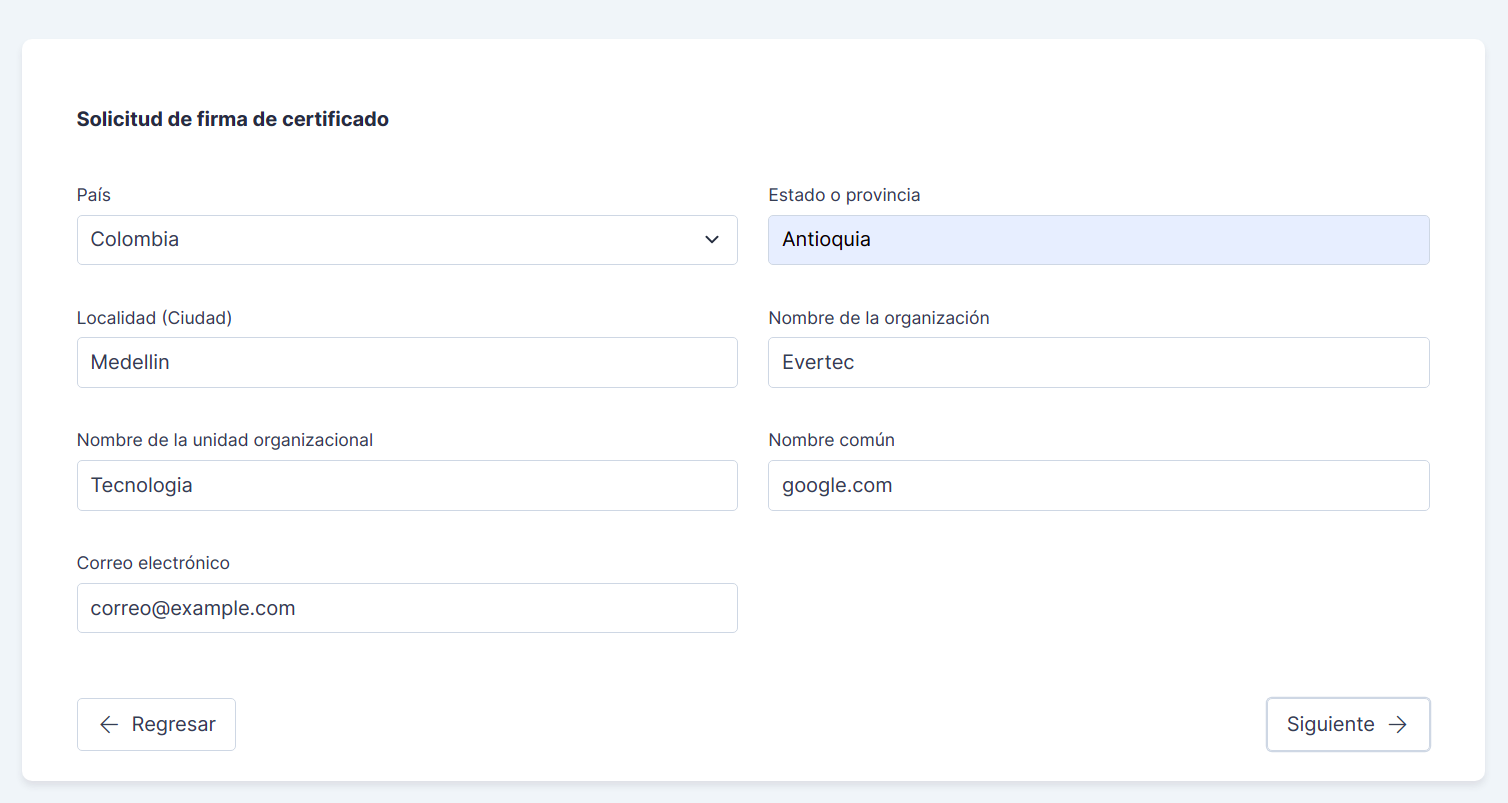 Solicitud de firma de certificado
País
Estado o provincia
Colombia
Antioquia
Localidad (Ciudad)
Nombre de la organización
Medellin
Evertec
Nombre de la unidad organizacional
Nombre común
Tecnologia
google.com
Correo electrónico
correo@example.com
Regresar
Siguiente